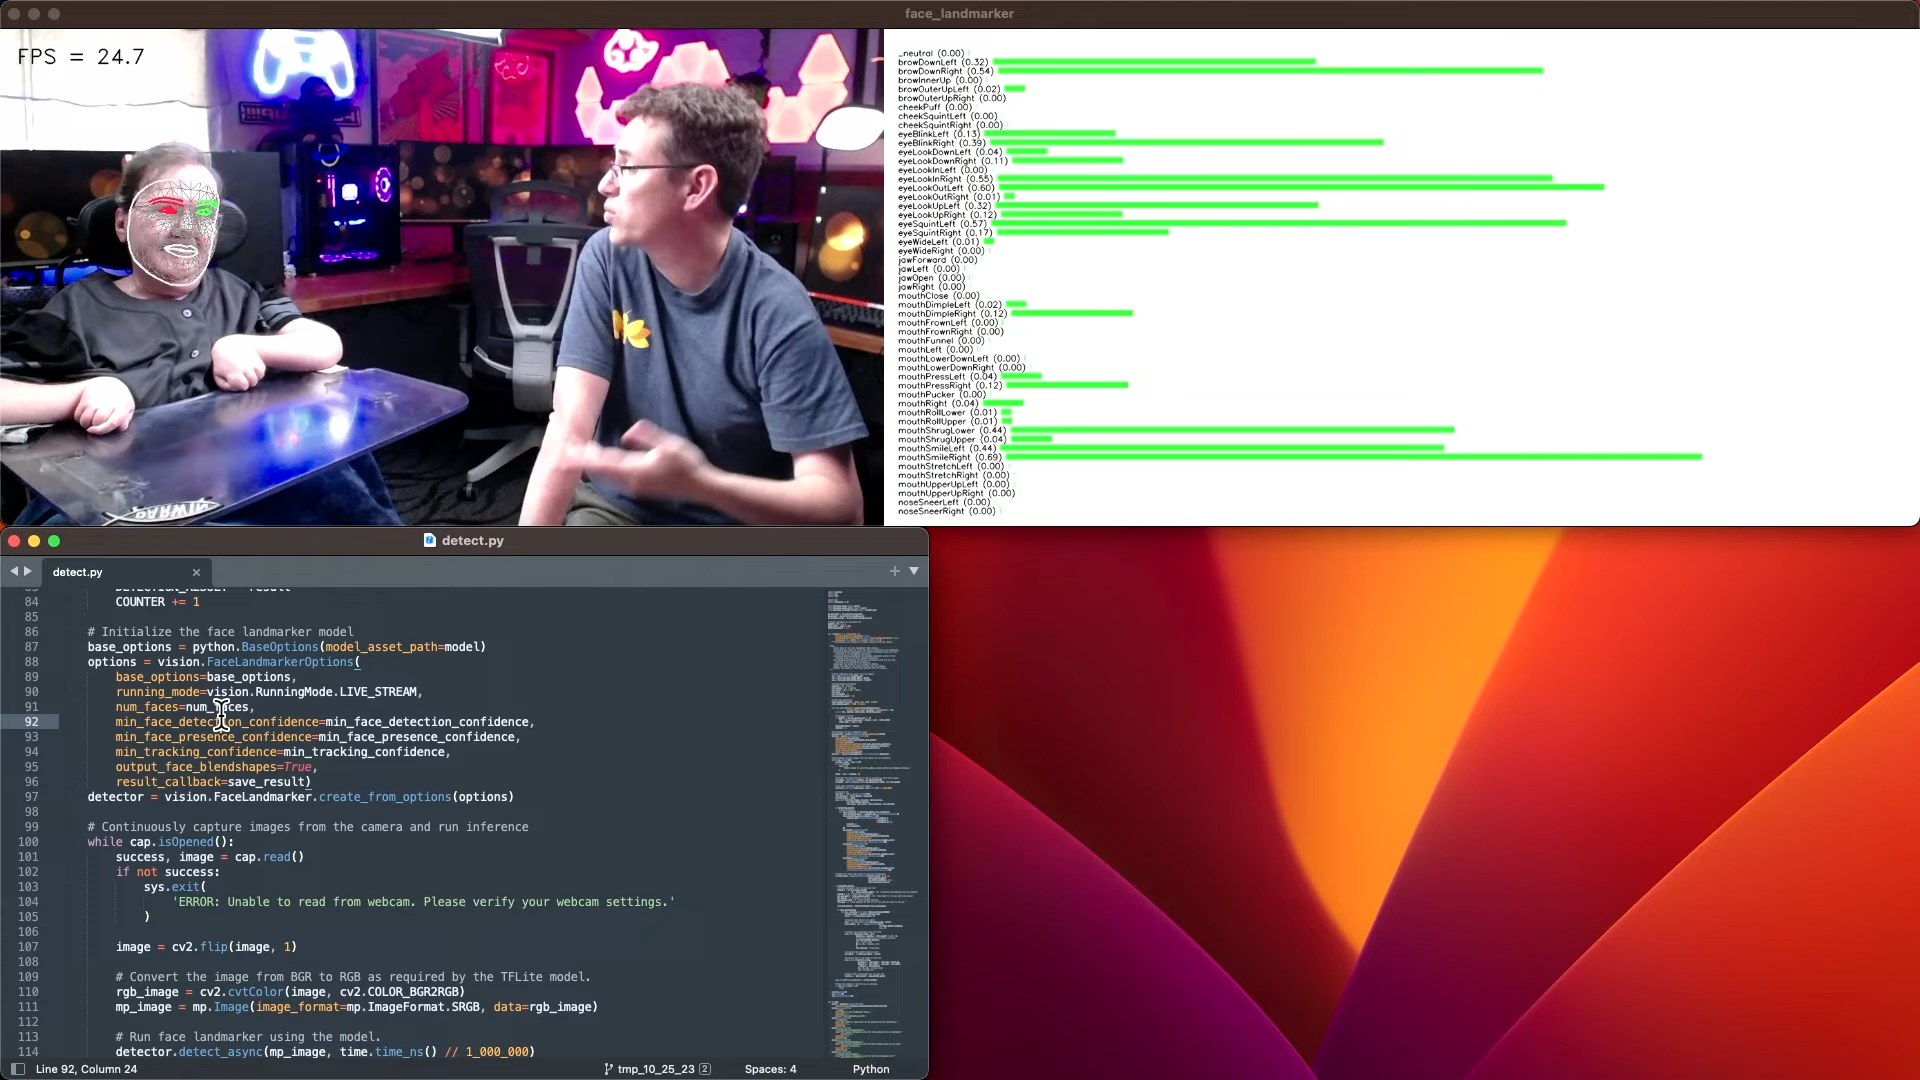 face_landmarker
FPS = 24.7
_neutral (0.00)
browDownLeft (0.32)
browDownRight (0.54)
browInnerUp (0.00)
browOuterUpLeft (0.02)
browOuterUpRight (0.00)
cheekPuff (0.00)
cheekSquintLeft (0.00)
cheekSquintRight (0.00)
eyeBlinkLeft (0.13)
eyeBlinkRight (0.39)
eyeLookDownLeft (0.04)
eyeLookDownRight (0.11)
eyeLookInLeft (0.00)
eyeLookInRight (0.55)
eyeLookOutLeft (0.60)
eyeLookOutRight (0.01)
eyeLookUpLeft (0.32)
eyeLookUpRight (0.12)
eyeSquintLeft (0.57)
eyeSquintRight (0.17)
eyeWideLeft (0.01)
eyeWideRight (0.00)
jawForward (0.00)
jawLeft (0.00)
jawOpen (0.00)
jawRight (0.00)
mouthClose (0.00)
mouthDimpleLeft (0.02)
mouthDimpleRight (0.12)
mouthFrownLeft (0.00)
mouthFrownRight (0.00)
mouthFunnel (0.00)
mouthLeft (0.00)
mouthLowerDownLeft (0.00)
mouthLowerDownRight (0.00)
mouthPressLeft (0.04)
mouthPressRight (0.12)
mouthPucker (0.00)
mouthRight (0.04)
mouthRollLower (0.01)
mouthRollUpper (0.01)
mouthShrugLower (0.44)
mouthShrugUpper (0.04)
mouthSmileLeft (0.44)
mouthSmileRight (0.69)
mouthStretchLeft (0.00)
mouthStretchRight (0.00)
mouthUpperUpLeft (0.00)
mouthUpperUpRight (0.00)
noseSneerLeft (0.00)
noseSneerRight (0.00)
detect.py
detect.py
84 COUNTER += 1
85
86 # Initialize the face landmarker model
87 base_options = python.BaseOptions(model_asset_path=model)
88 options = vision.FaceLandmarkerOptions(
89 base_options=base_options,
90 running_mode=vision.RunningMode.LIVE_STREAM,
91 num_faces=num_faces,
92 min_face_detection_confidence=min_face_detection_confidence,
93 min_face_presence_confidence=min_face_presence_confidence,
94 min_tracking_confidence=min_tracking_confidence,
95 output_face_blendshapes=True,
96 result_callback=save_result)
97 detector = vision.FaceLandmarker.create_from_options(options)
98
99 # Continuously capture images from the camera and run inference
100 while cap.isOpened():
101 success, image = cap.read()
102 if not success:
103 sys.exit(
104 'ERROR: Unable to read from webcam. Please verify your webcam settings.'
105 )
106
107 image = cv2.flip(image, 1)
108
109 # Convert the image from BGR to RGB as required by the TFLite model.
110 rgb_image = cv2.cvtColor(image, cv2.COLOR_BGR2RGB)
111 mp_image = mp.Image(image_format=mp.ImageFormat.SRGB, data=rgb_image)
112
113 # Run face landmarker using the model.
114 detector.detect_async(mp_image, time.time_ns() // 1_000_000)
Line 92, Column 24 tmp_10_25_23 2 Spaces: 4 Python